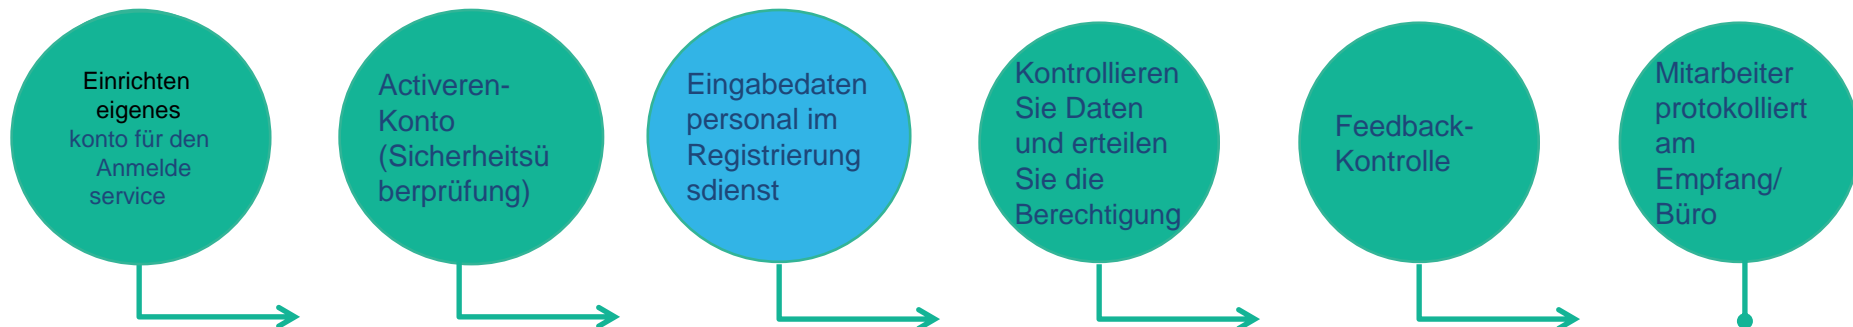 Einrichten
eigenes
konto für den
Anmelde
service
Activeren-
Konto
(Sicherheitsü
berprüfung)
Eingabedaten
personal im
Registrierung
sdienst
Kontrollieren
Sie Daten
und erteilen
Sie die
Berechtigung
Feedback-
Kontrolle
Mitarbeiter
protokolliert
am
Empfang/
Büro